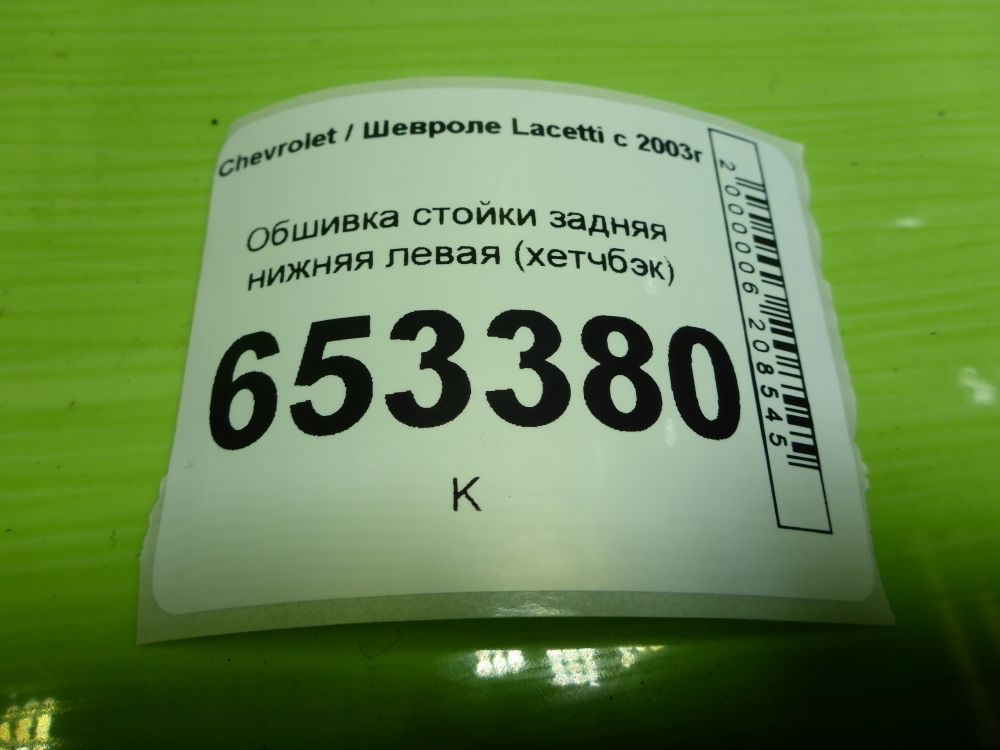 Chevrolet / Шевроле Lacetti с 2003г
Обшивка стойки задняя
нижняя левая (хетчбэк)
653380
К
2000006208545